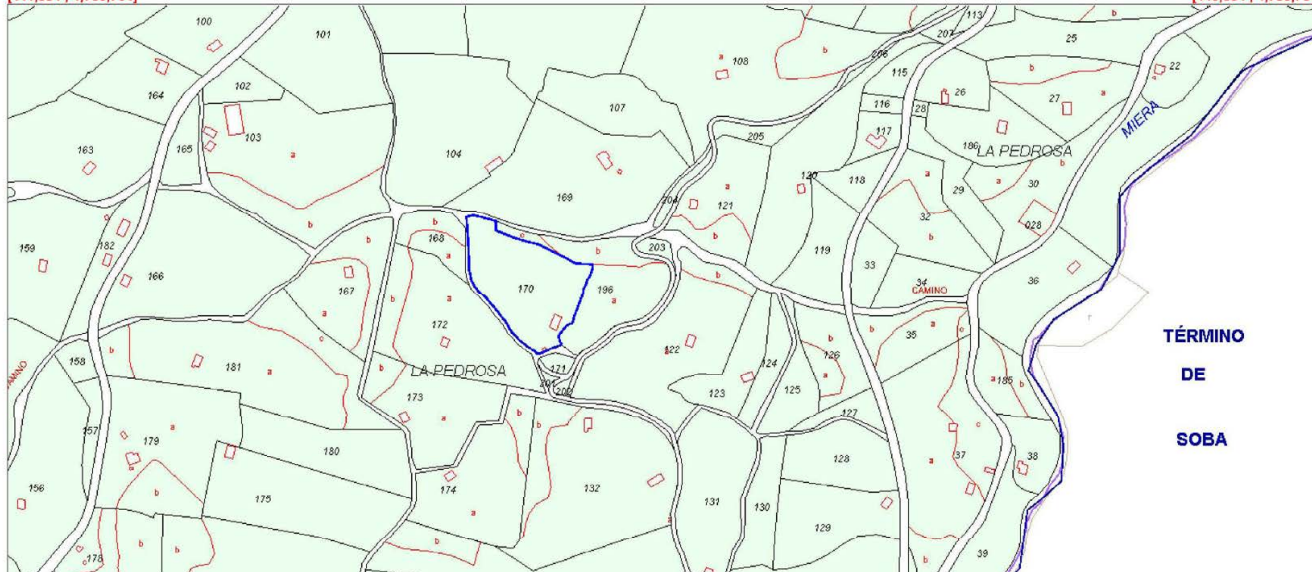 100
101
113
b
25
207
206
b
108
a
b
164
102
107
115
26
b
27
a
22
103
116
28
MIERA
165
117
163
a
104
205
186
LA PEDROSA
b
169
a
120
118
29
a
30
204
a
121
32
028
b
168
b
c
b
b
b
119
159
182
a
203
33
34
36
166
167
b
170
196
CAMINO
a
b
a
a
172
b
TÉRMINO
158
b
c
122
126
35
a
c
DE
181
a
LA PEDROSA
171
124
185
b
201
202
125
SOBA
173
123
157
b
c
b
127
179
a
180
128
37
38
156
175
174
132
131
130
a
b
129
a
178
b
b
39